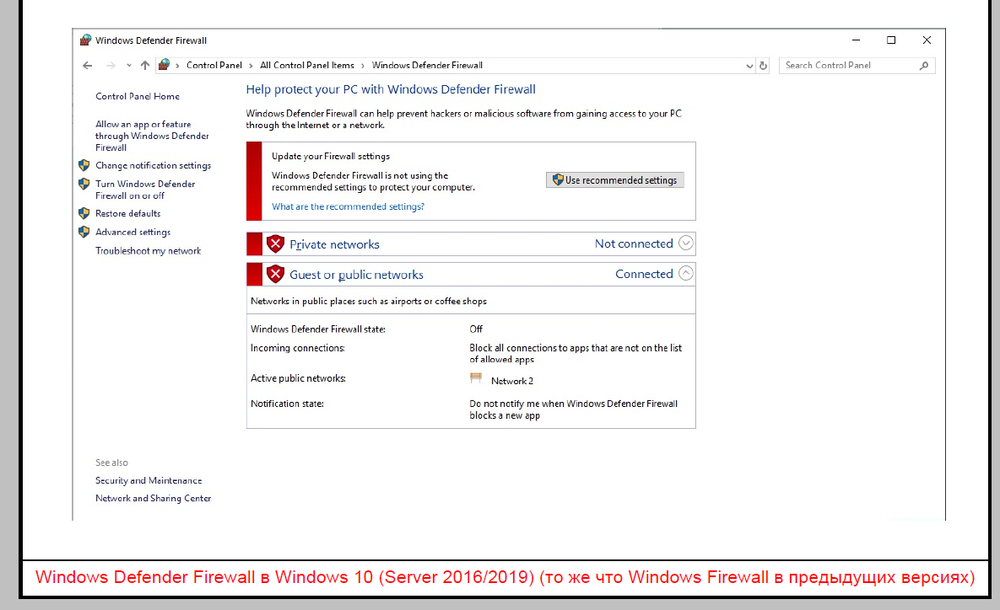 Windows Defender Firewall
Control Panel > All Control Panel Items > Windows Defender Firewall
Search Control Panel
Control Panel Home
Allow an app or feature
through Windows Defender
Firewall
Change notification settings
Turn Windows Defender
Firewall on or off
Restore defaults
Advanced settings
Troubleshoot my network
See also
Security and Maintenance
Network and Sharing Center
Help protect your PC with Windows Defender Firewall
Windows Defender Firewall can help prevent hackers or malicious software from gaining access to your PC
through the Internet or a network.
Update your Firewall settings
Windows Defender Firewall is not using the
recommended settings to protect your computer.
What are the recommended settings?
Use recommended settings
Private networks Not connected
Guest or public networks Connected
Networks in public places such as airports or coffee shops
Windows Defender Firewall state: Off
Incoming connections: Block all connections to apps that are not on the list
of allowed apps
Active public networks: Network 2
Notification state: Do not notify me when Windows Defender Firewall
blocks a new app
Windows Defender Firewall в Windows 10 (Server 2016/2019) (то же что Windows Firewall в предыдущих версиях)